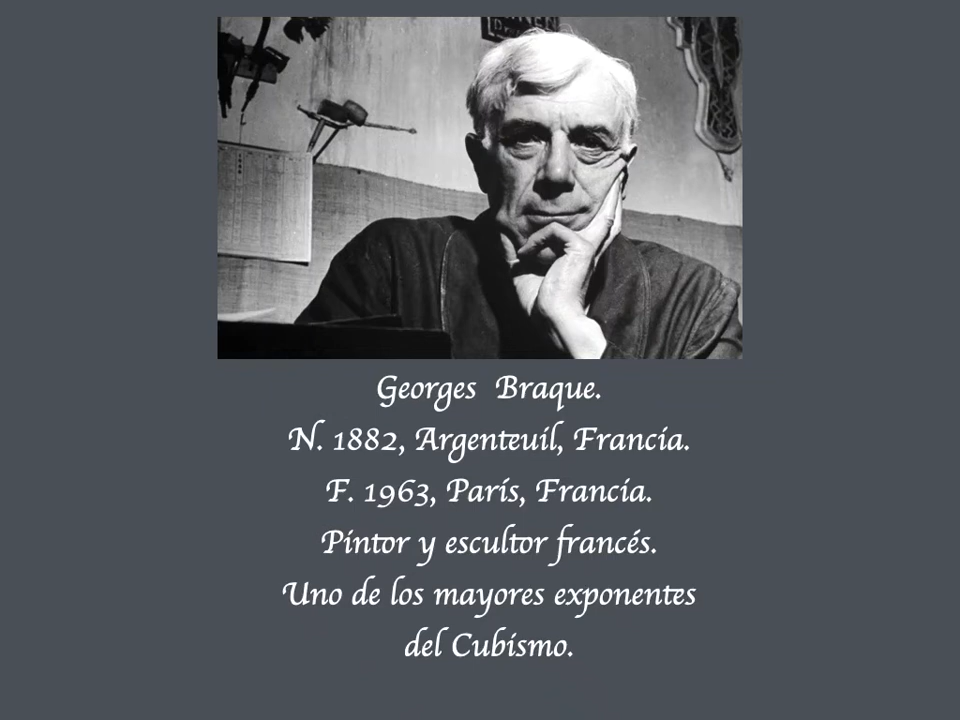 Georges Braque.
N. 1882, Argenteuil, Francia.
F. 1963, París, Francia.
Pintor y escultor francés.
Uno de los mayores exponentes
del Cubismo.